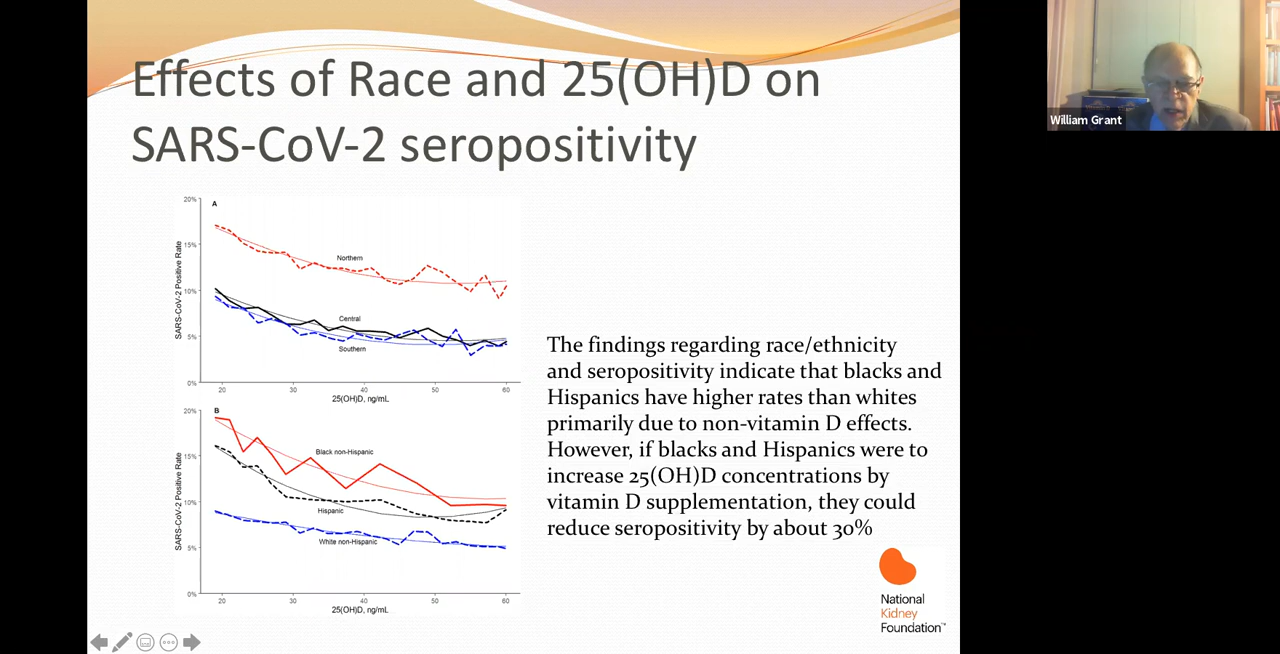 Effects of Race and 25(OH)D on
SARS-CoV-2 seropositivity
William Grant
20%
A
15%
10%
5%
0%
SARS-CoV-2 Positive Rate
Northern
Central
Southern
20 30 40 50 60
25(OH)D, ng/mL
20%
B
15%
10%
5%
0%
SARS-CoV-2 Positive Rate
Black non-Hispanic
Hispanic
White non-Hispanic
20 30 40 50 60
25(OH)D, ng/mL
The findings regarding race/ethnicity
and seropositivity indicate that blacks and
Hispanics have higher rates than whites
primarily due to non-vitamin D effects.
However, if blacks and Hispanics were to
increase 25(OH)D concentrations by
vitamin D supplementation, they could
reduce seropositivity by about 30%
National
Kidney
Foundation™